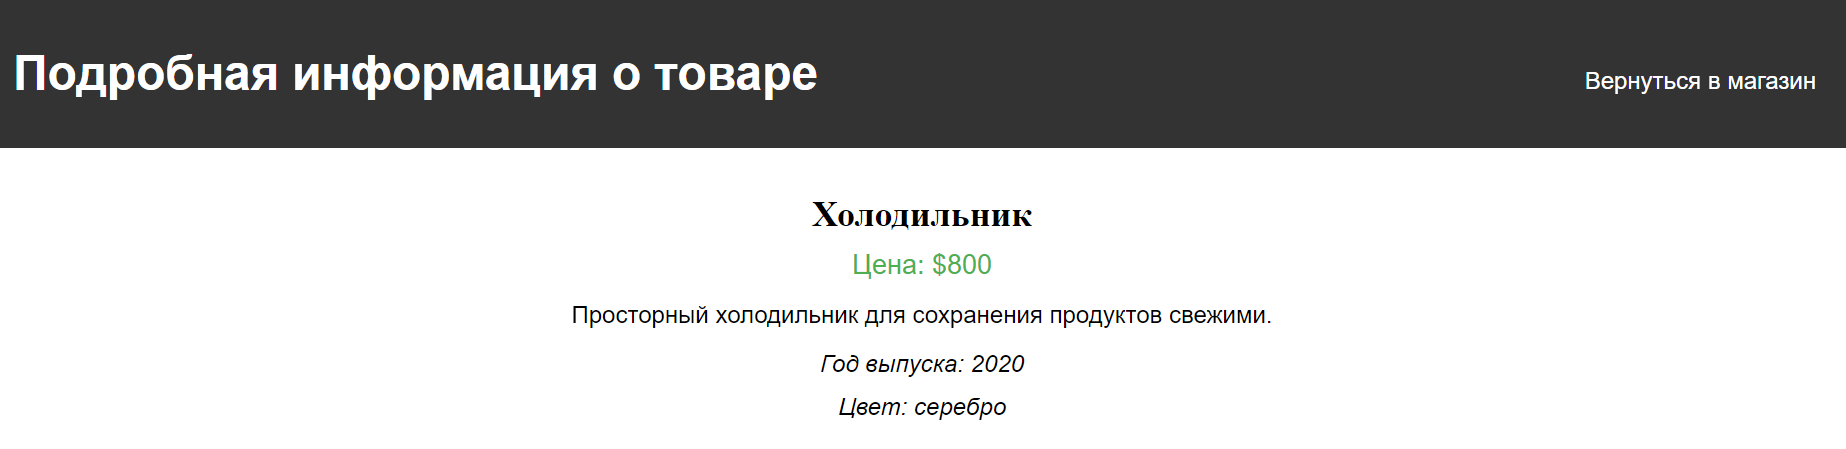 Подробная информация о товаре
Вернуться в магазин
Холодильник
Цена: $800
Просторный холодильник для сохранения продуктов свежими.
Год выпуска: 2020
Цвет: серебро